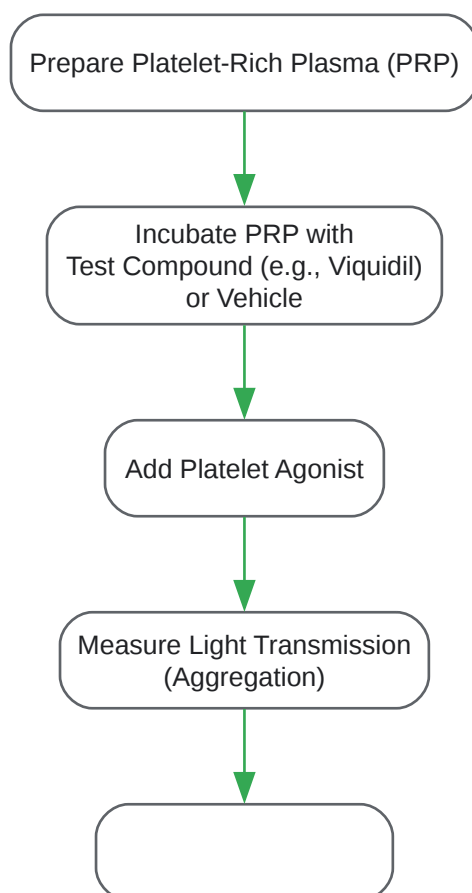 Prepare Platelet-Rich Plasma (PRP)
Incubate PRP with
Test Compound (e.g., Viquidil)
or Vehicle
Add Platelet Agonist
Measure Light Transmission
(Aggregation)